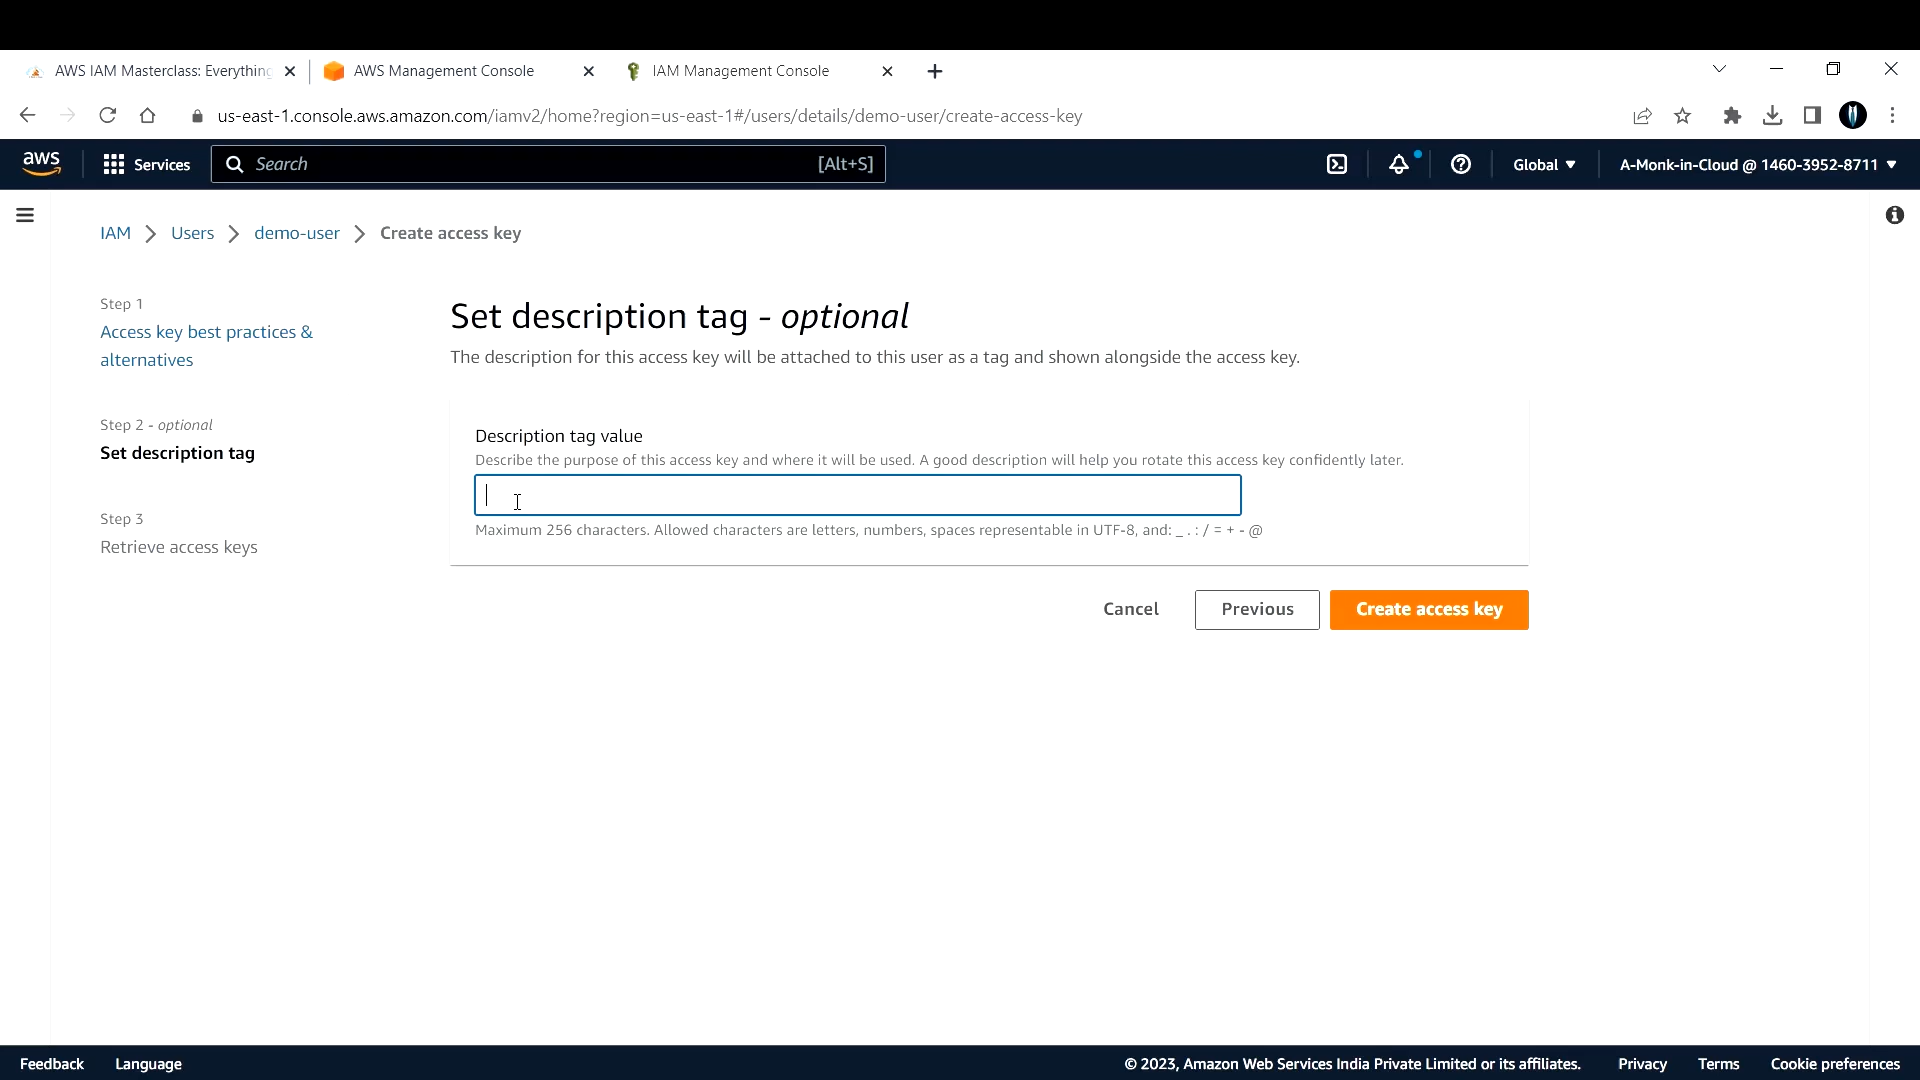 AWS IAM Masterclass: Everything
AWS Management Console
IAM Management Console
us-east-1.console.aws.amazon.com/iamv2/home?region=us-east-1#/users/details/demo-user/create-access-key
aws
Services
Search
[Alt+S]
Global
A-Monk-in-Cloud @ 1460-3952-8711
IAM
Users
demo-user
Create access key
Step 1
Access key best practices &
alternatives
Step 2 - optional
Set description tag
Step 3
Retrieve access keys
Set description tag - optional
The description for this access key will be attached to this user as a tag and shown alongside the access key.
Description tag value
Describe the purpose of this access key and where it will be used. A good description will help you rotate this access key confidently later.
Maximum 256 characters. Allowed characters are letters, numbers, spaces representable in UTF-8, and: _ . : / = + - @
Cancel
Previous
Create access key
Feedback
Language
© 2023, Amazon Web Services India Private Limited or its affiliates.
Privacy
Terms
Cookie preferences